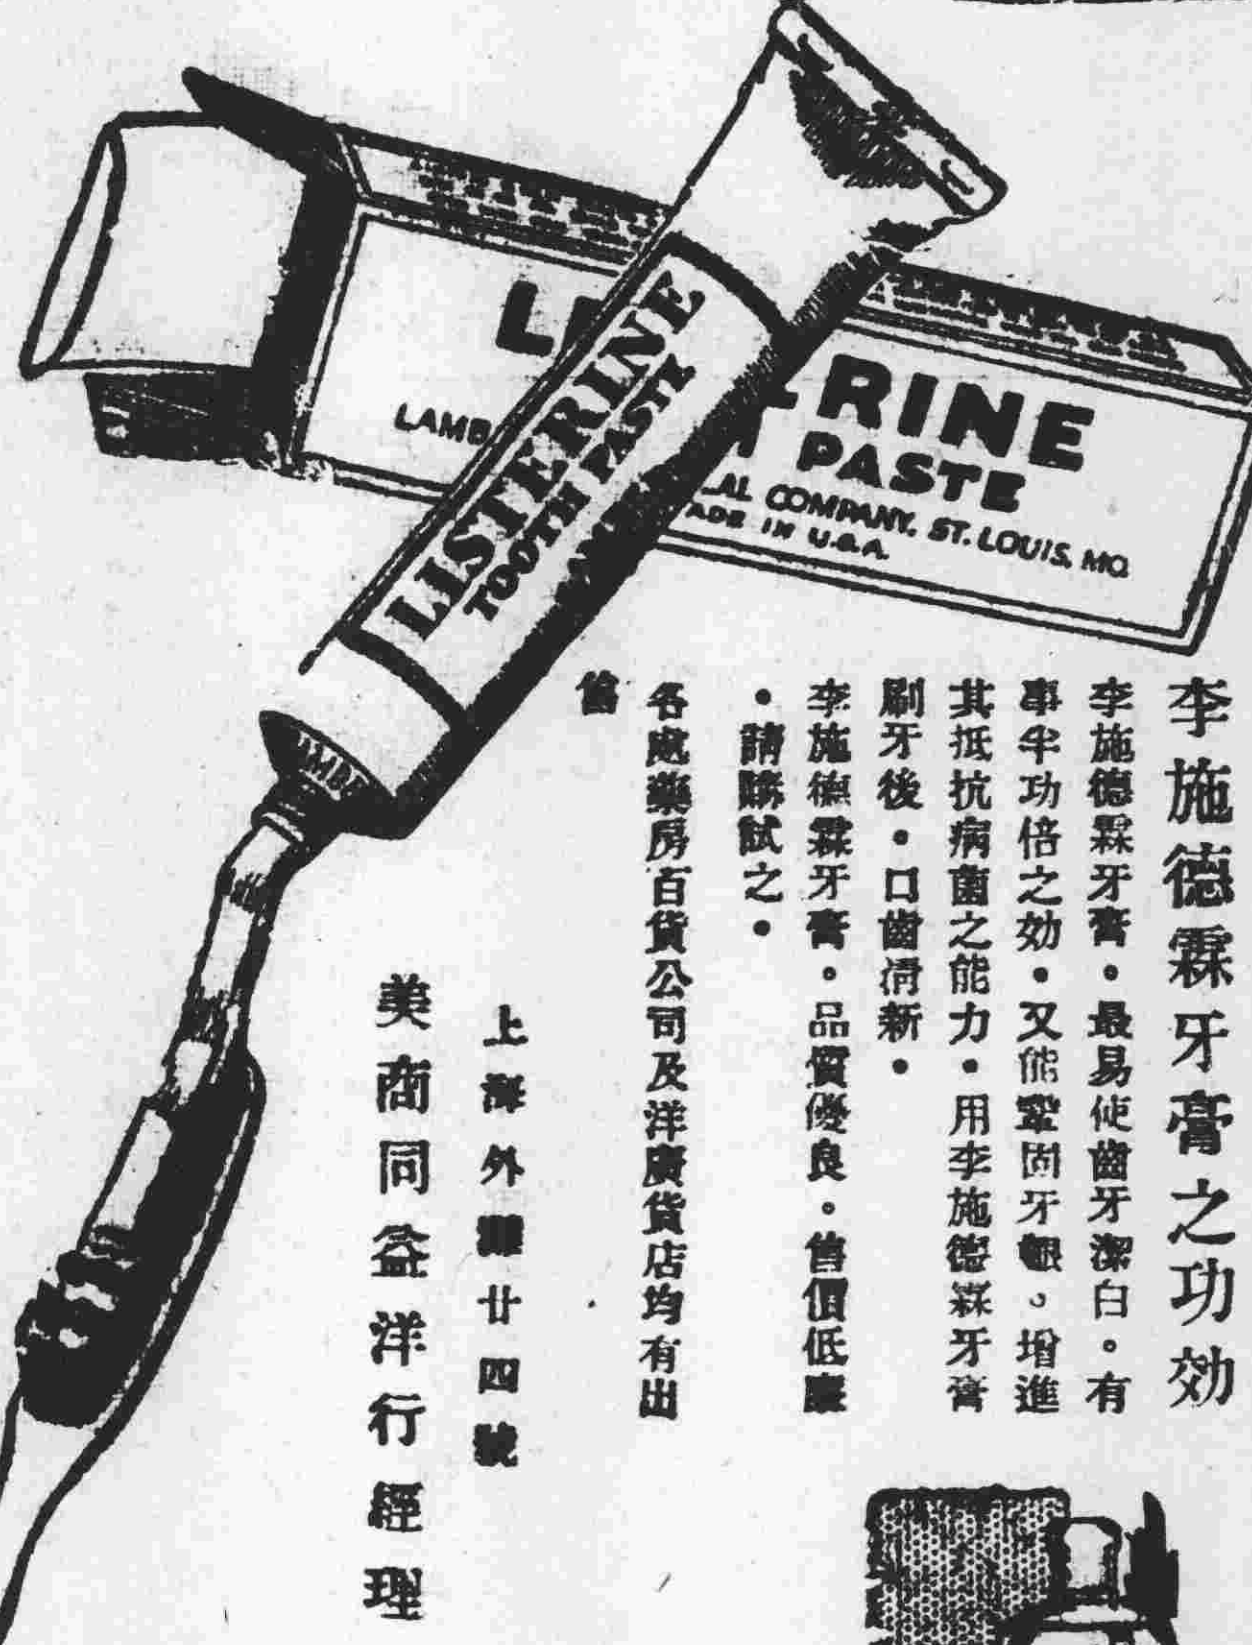 李施德霖牙膏之功効
李施德霖牙膏。最易使齒牙潔白。有
事半功倍之効。又能鞏固牙齦。增進
其抵抗病菌之能力。用李施德霖牙膏
刷牙後。口齒清新。
李施德霖牙膏。品質優良。售價低廉
。請購試之。
各處藥房百貨公司及洋廣貨店均有出
售
上海外灘廿四號
美商同益洋行經理
LISTERINE
TOOTH PASTE
L ERINE
H PASTE
LAMB CAL COMPANY, ST. LOUIS, MO.
MADE IN U.S.A.